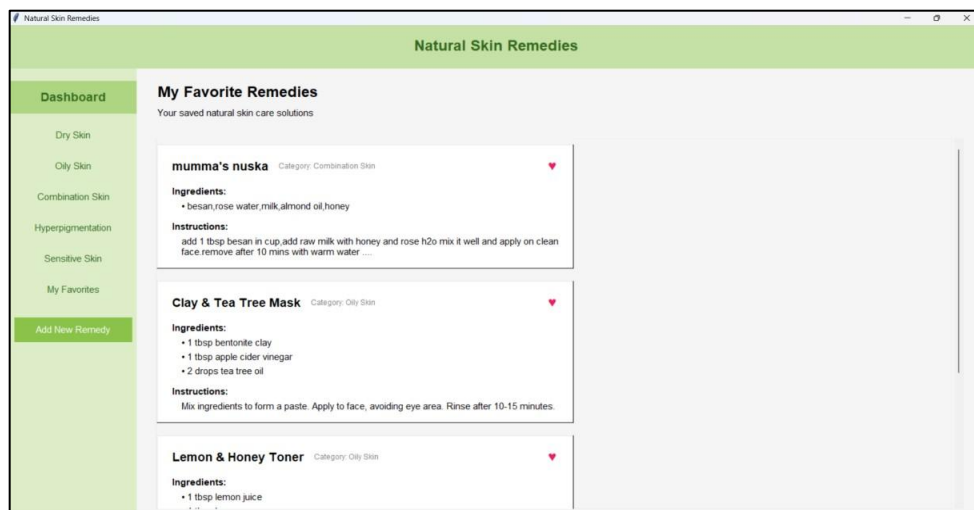 Natural Skin Remedies
Natural Skin Remedies
Dashboard
Dry Skin
Oily Skin
Combination Skin
Hyperpigmentation
Sensitive Skin
My Favorites
Add New Remedy
My Favorite Remedies
Your saved natural skin care solutions
mumma's nuska Category: Combination Skin
Ingredients:
• besan,rose water,milk,almond oil,honey
Instructions:
add 1 tbsp besan in cup,add raw milk with honey and rose h2o mix it well and apply on clean
face.remove after 10 mins with warm water ....
Clay & Tea Tree Mask Category: Oily Skin
Ingredients:
• 1 tbsp bentonite clay
• 1 tbsp apple cider vinegar
• 2 drops tea tree oil
Instructions:
Mix ingredients to form a paste. Apply to face, avoiding eye area. Rinse after 10-15 minutes.
Lemon & Honey Toner Category: Oily Skin
Ingredients:
• 1 tbsp lemon juice